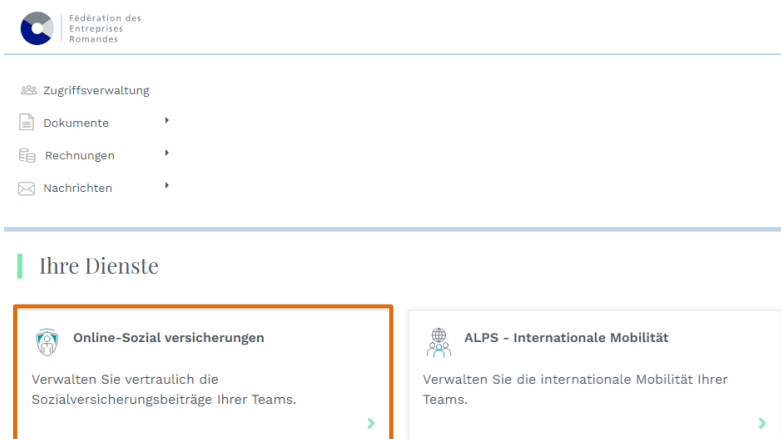 Fédération des
Entreprises
Romandes
Zugriffsverwaltung
Dokumente
Rechnungen
Nachrichten
Ihre Dienste
Online-Sozial versicherungen
Verwalten Sie vertraulich die
Sozialversicherungsbeiträge Ihrer Teams.
ALPS - Internationale Mobilität
Verwalten Sie die internationale Mobilität Ihrer
Teams.